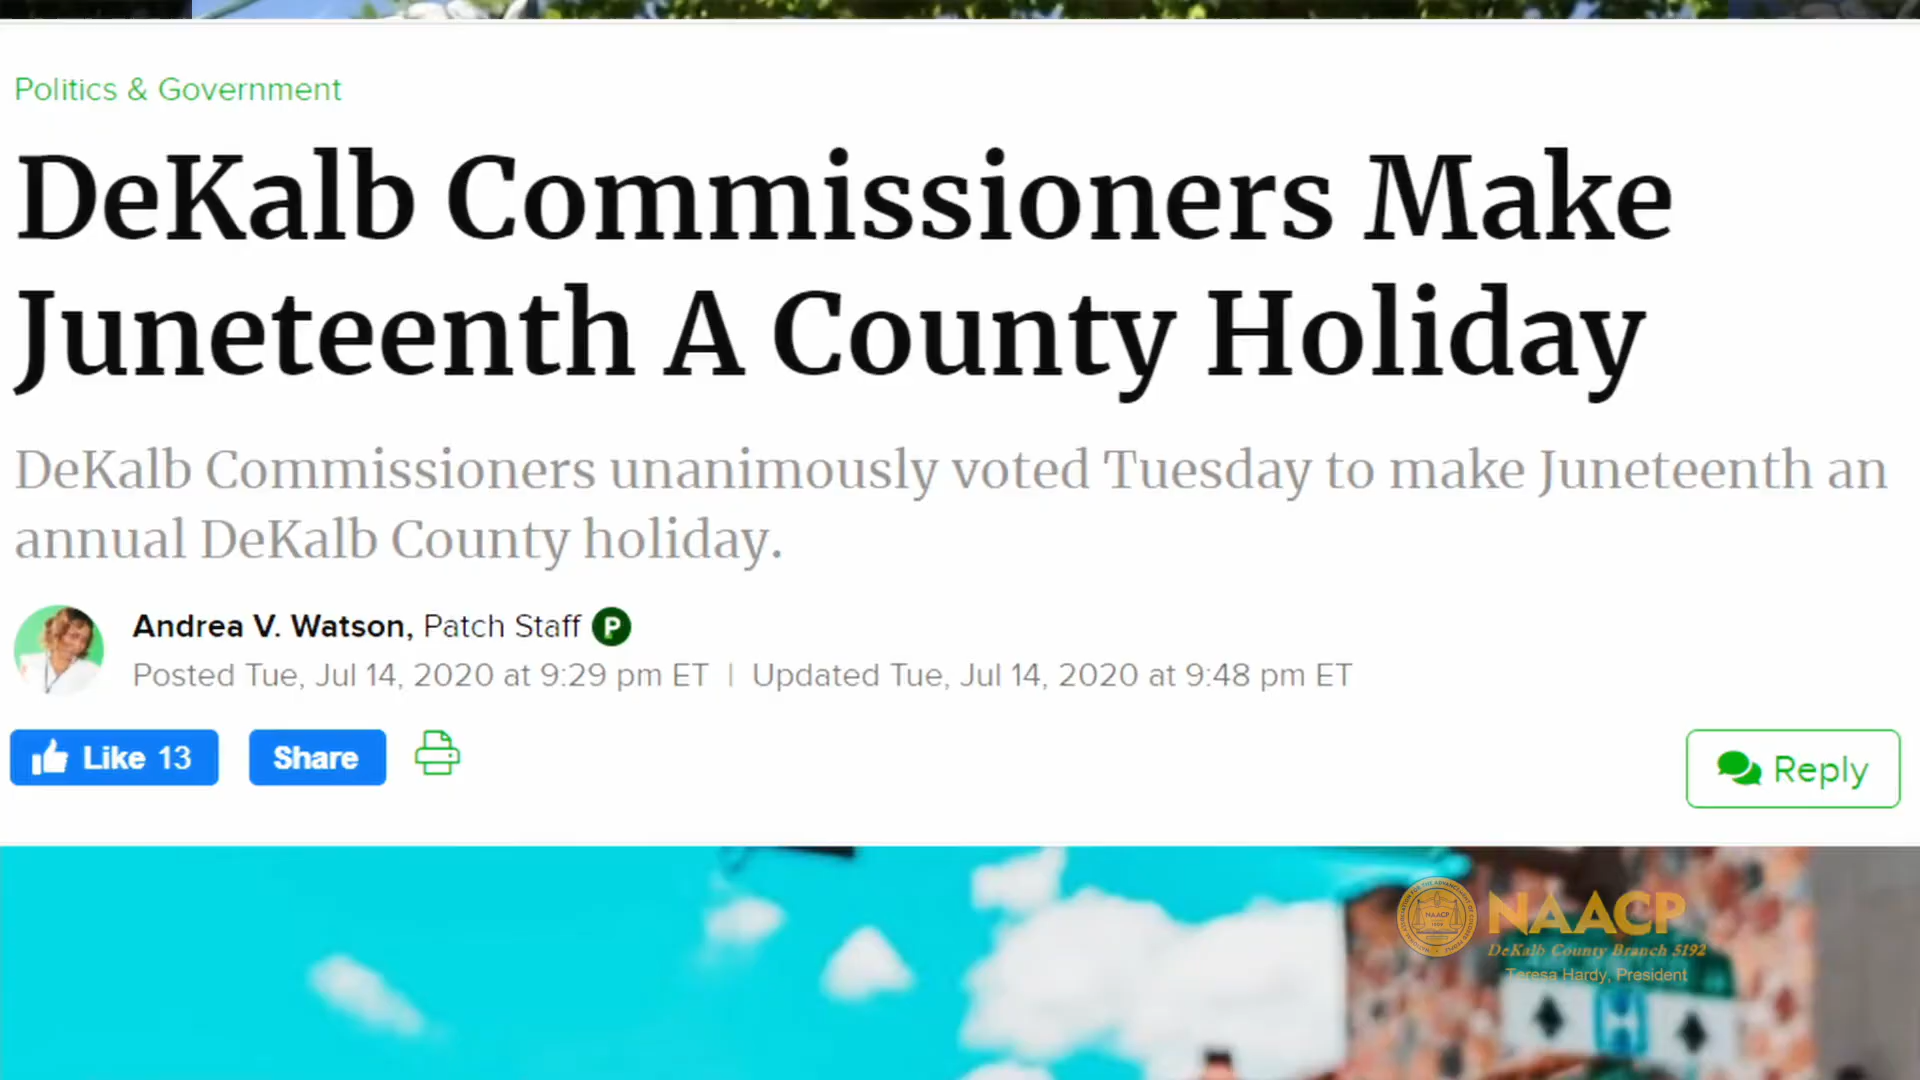 Politics & Government
DeKalb Commissioners Make
Juneteenth A County Holiday
DeKalb Commissioners unanimously voted Tuesday to make Juneteenth an
annual DeKalb County holiday.
Andrea V. Watson, Patch Staff P
Posted Tue, Jul 14, 2020 at 9:29 pm ET | Updated Tue, Jul 14, 2020 at 9:48 pm ET
Like 13 Share
Reply
NAACP
NAACP
DeKalb County Branch 5192
Teresa Hardy, President